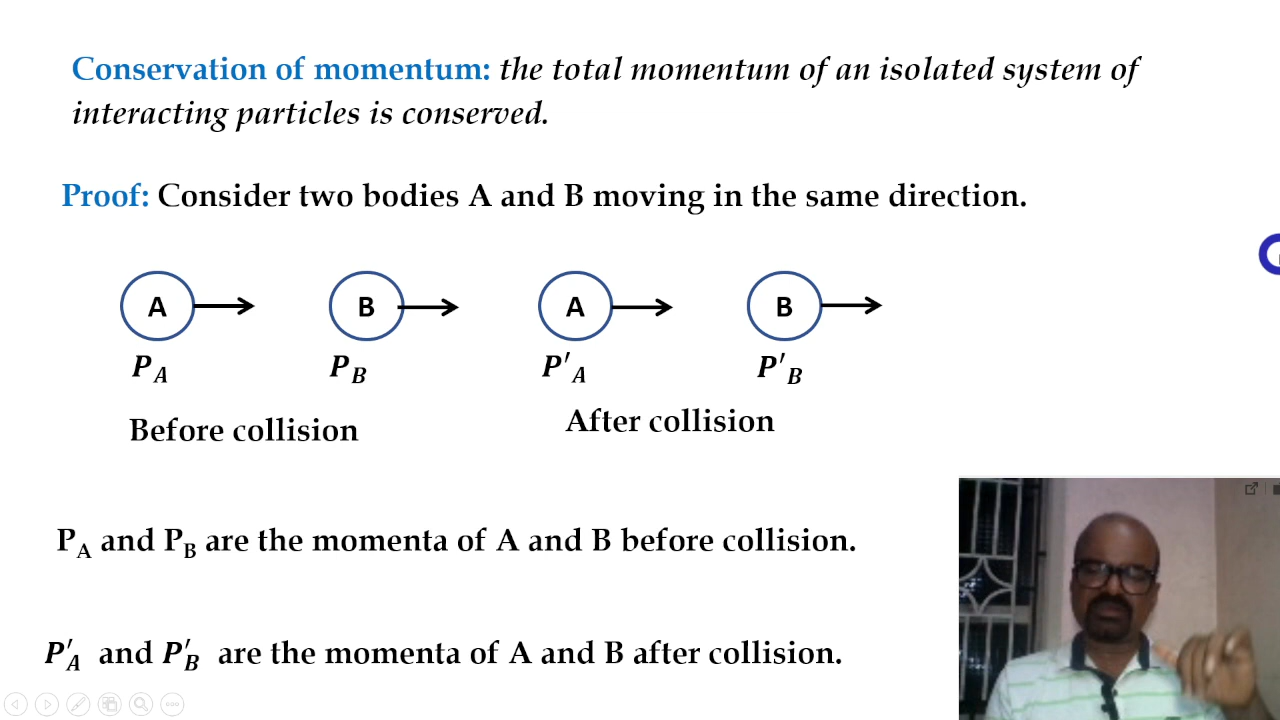 Conservation of momentum: the total momentum of an isolated system of
interacting particles is conserved.
Proof: Consider two bodies A and B moving in the same direction.
A B A B
P_A P_B P'_A P'_B
Before collision After collision
P_A and P_B are the momenta of A and B before collision.
P'_A and P'_B are the momenta of A and B after collision.